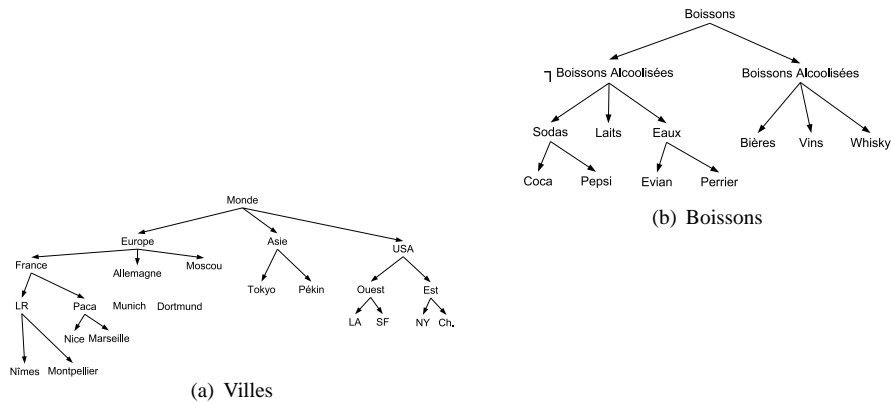 Boissons
¬ Boissons Alcoolisées Boissons Alcoolisées
Sodas Laits Eaux
Bières Vins Whisky
Coca Pepsi Evian Perrier
(b) Boissons
Monde
Europe Asie USA
France Allemagne Moscou
Tokyo Pékin Ouest Est
LR Paca Munich Dortmund
LA SF NY Ch.
Nice Marseille
Nîmes Montpellier
(a) Villes